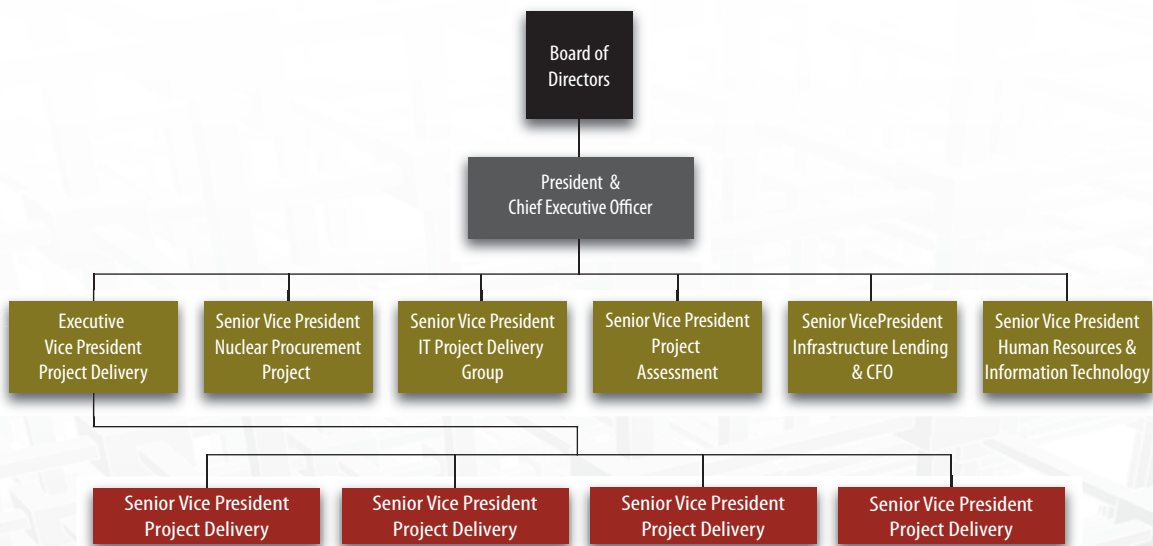 Board of
Directors
President &
Chief Executive Officer
Executive
Vice President
Project Delivery
Senior Vice President
Nuclear Procurement
Project
Senior Vice President
IT Project Delivery
Group
Senior Vice President
Project
Assessment
Senior VicePresident
Infrastructure Lending
& CFO
Senior Vice President
Human Resources &
Information Technology
Senior Vice President
Project Delivery
Senior Vice President
Project Delivery
Senior Vice President
Project Delivery
Senior Vice President
Project Delivery